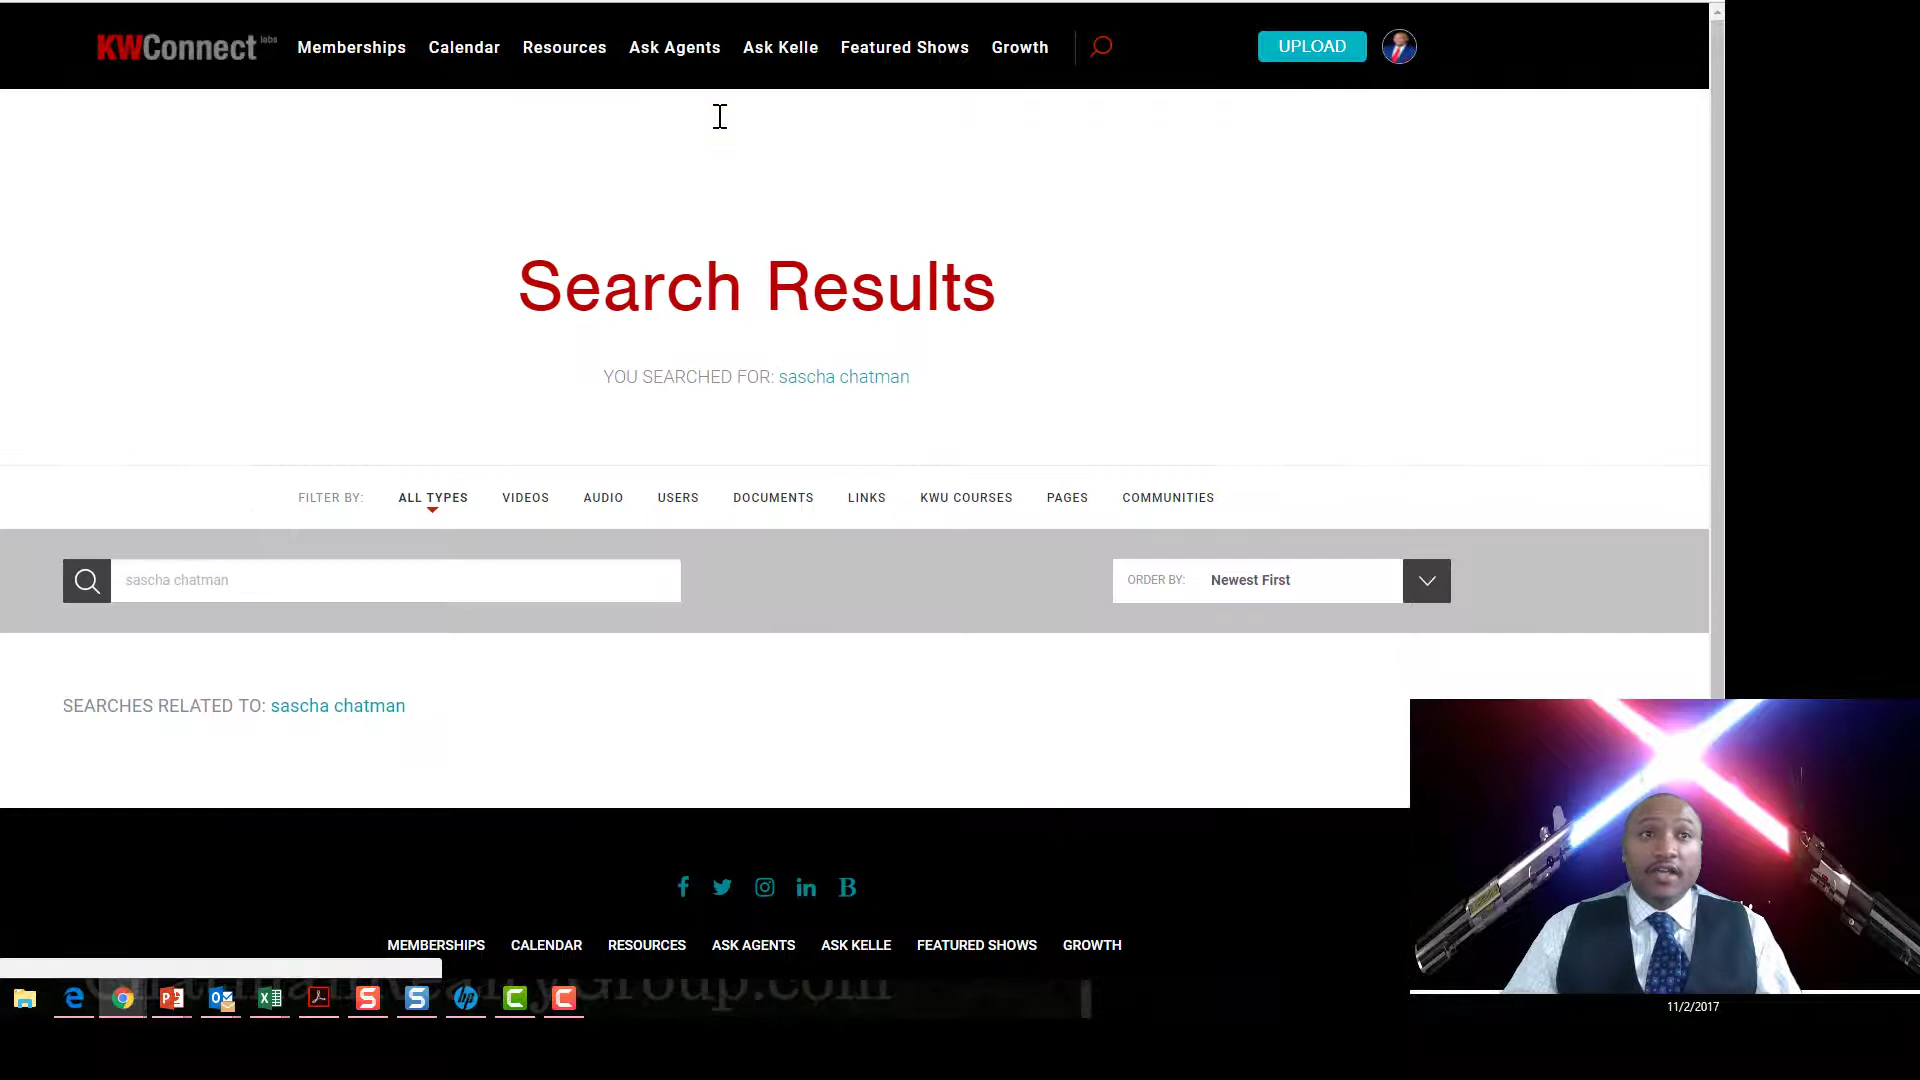 KWConnect labs Memberships Calendar Resources Ask Agents Ask Kelle Featured Shows Growth UPLOAD
Search Results
YOU SEARCHED FOR: sascha chatman
FILTER BY: ALL TYPES VIDEOS AUDIO USERS DOCUMENTS LINKS KWU COURSES PAGES COMMUNITIES
sascha chatman ORDER BY: Newest First
SEARCHES RELATED TO: sascha chatman
MEMBERSHIPS CALENDAR RESOURCES ASK AGENTS ASK KELLE FEATURED SHOWS GROWTH
11/2/2017